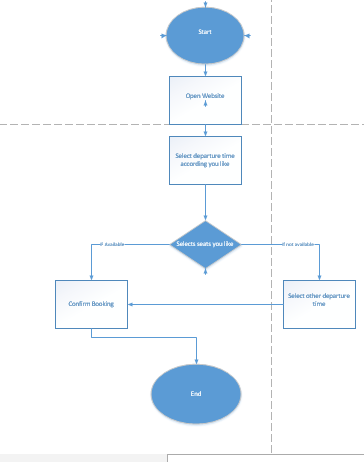 Start
Open Website
Select departure time
according you like
Selects seats you like
If Available
If not available
Confirm Booking
Select other departure
time
End